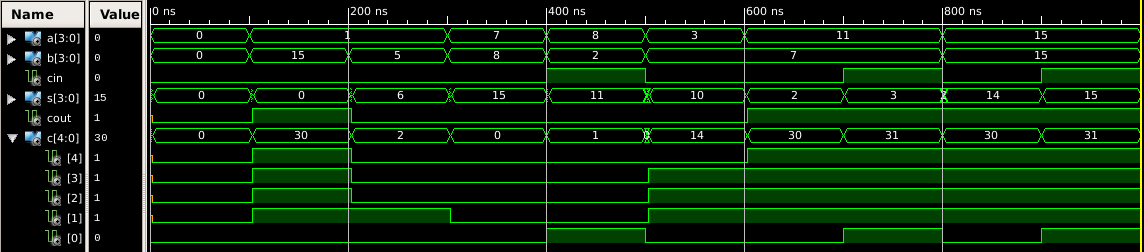 Name Value 0 ns 200 ns 400 ns 600 ns 800 ns
a[3:0] 0 0 1 7 8 3 11 15
b[3:0] 0 0 15 5 8 2 7 15
cin 0
s[3:0] 15 0 0 6 15 11 10 2 3 14 15
cout 1
c[4:0] 30 0 30 2 0 1 14 30 31 30 31
[4] 1
[3] 1
[2] 1
[1] 1
[0] 0